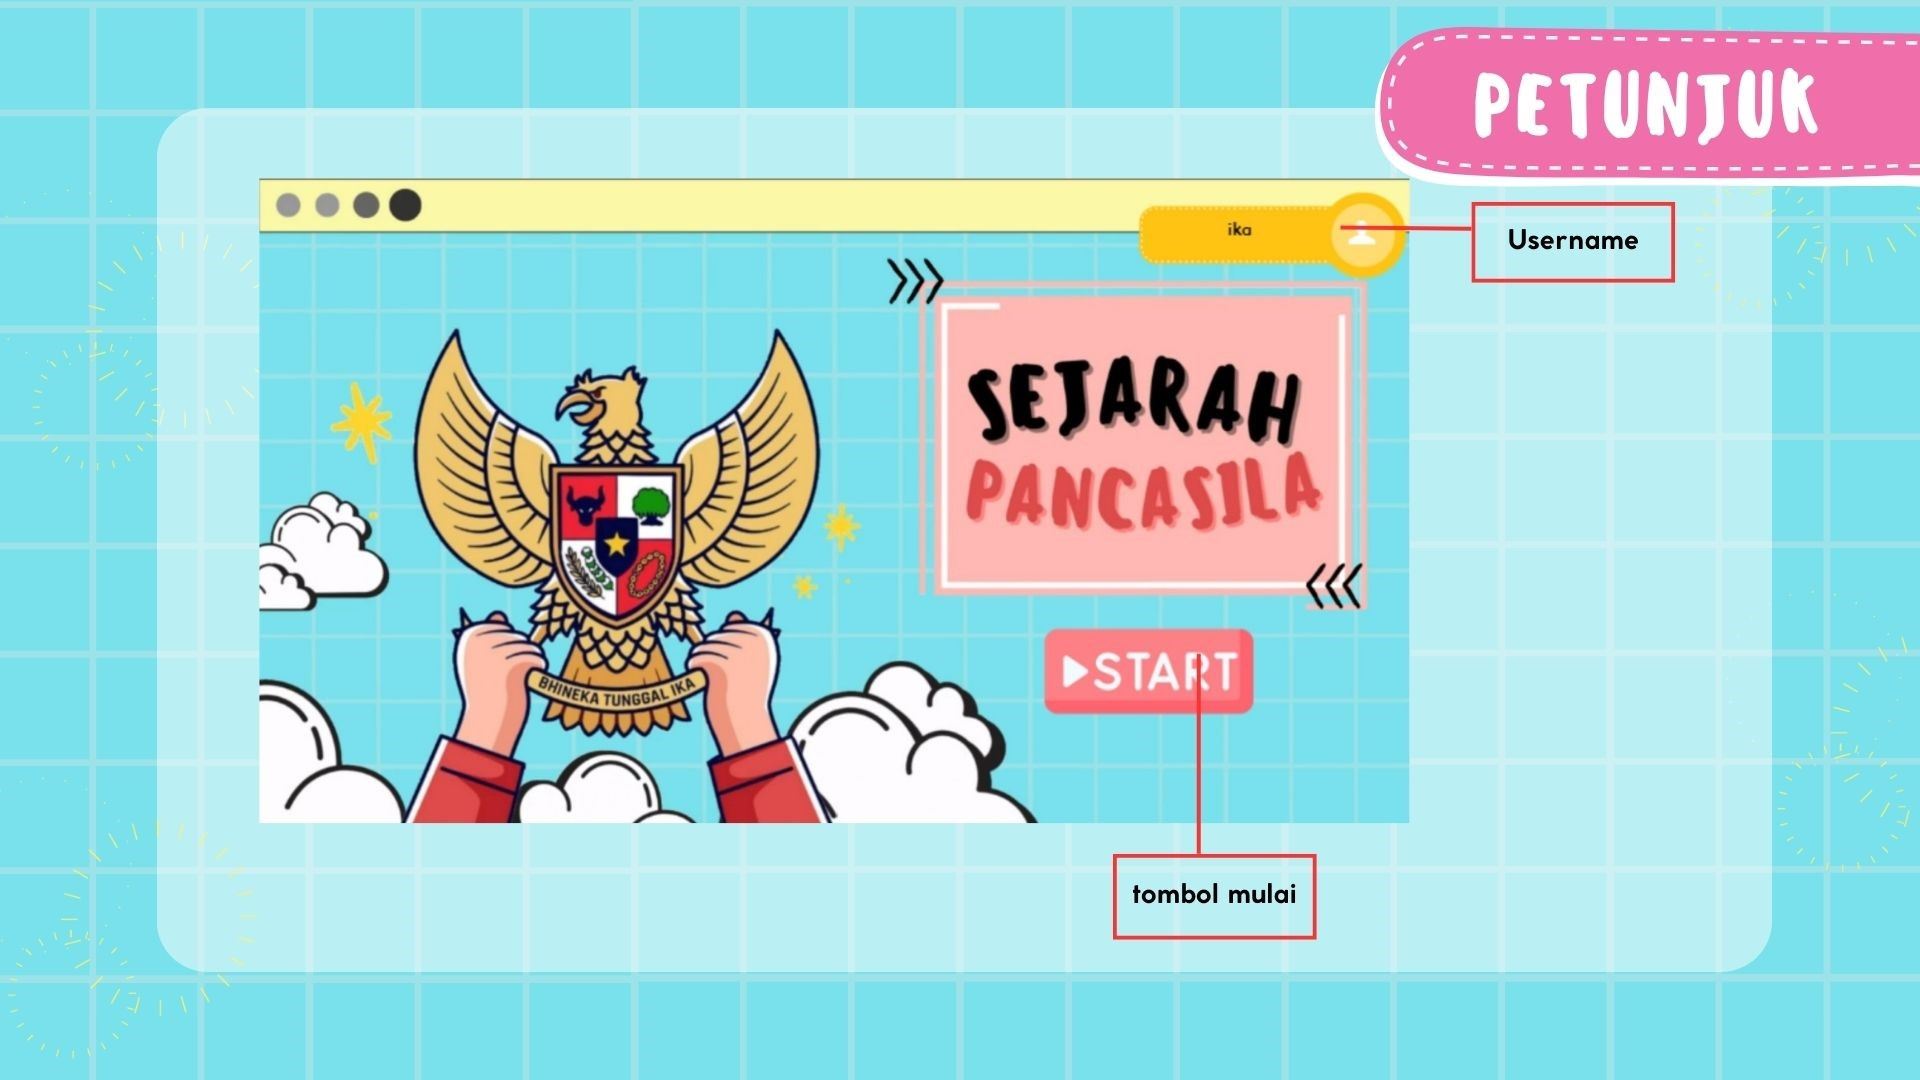 PETUNJUK
ika
Username
SEJARAH
PANCASILA
START
BHINEKA TUNGGAL IKA
tombol mulai